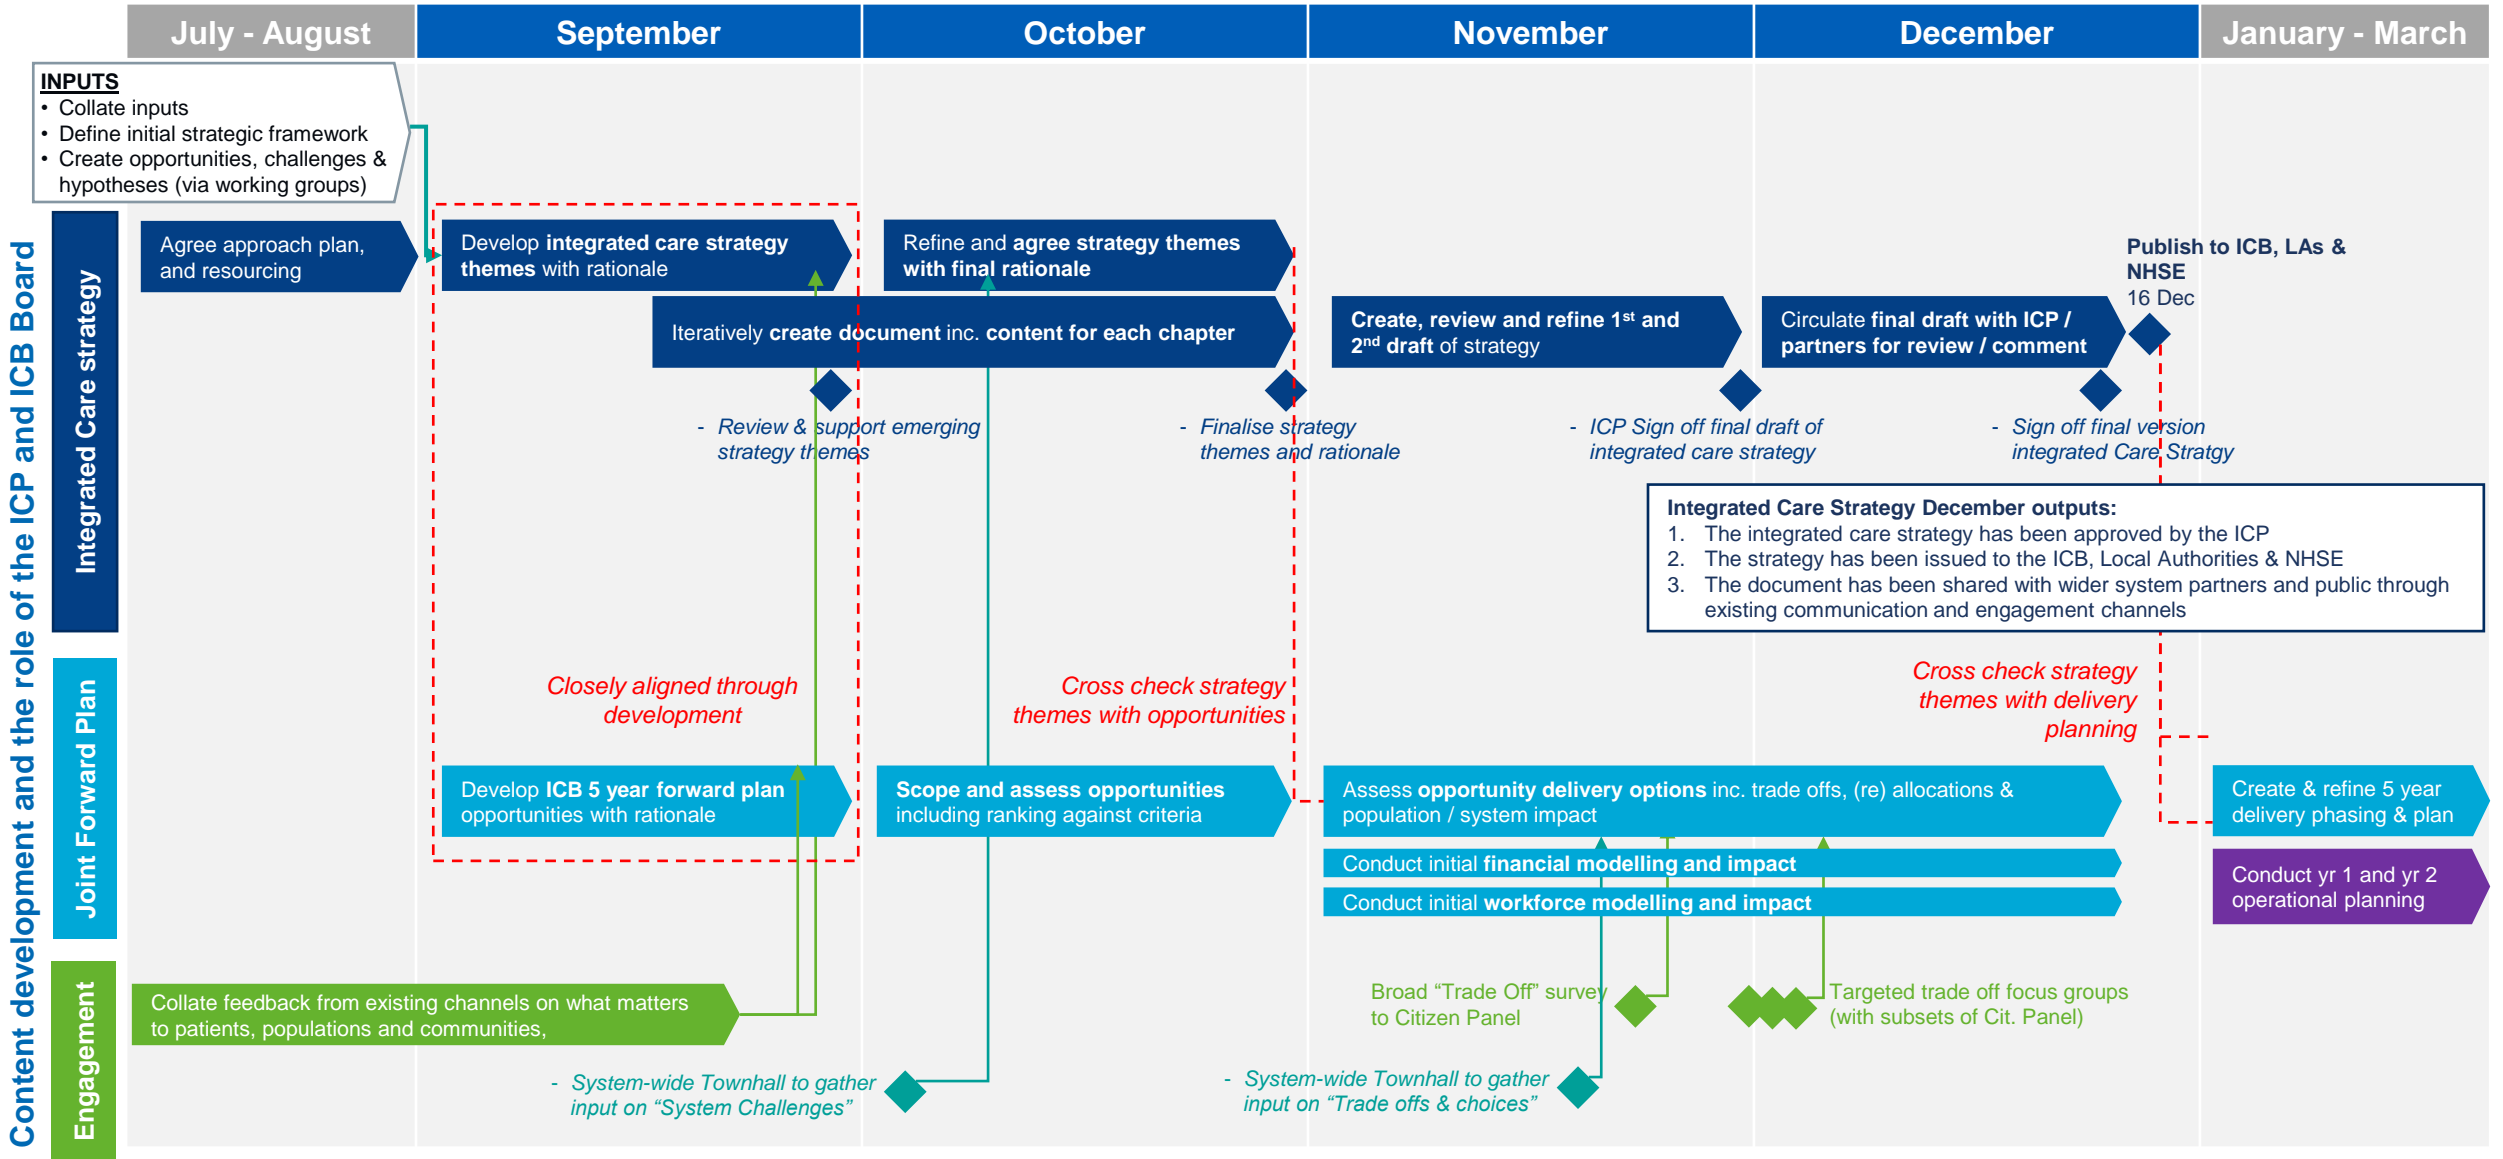 July - August
September
October
November
December
January - March
INPUTS
• Collate inputs
• Define initial strategic framework
• Create opportunities, challenges &
hypotheses (via working groups)
Content development and the role of the ICP and ICB Board
Integrated Care strategy
Agree approach plan,
and resourcing
Develop integrated care strategy
themes with rationale
Refine and agree strategy themes
with final rationale
Iteratively create document inc. content for each chapter
Create, review and refine 1st and
2nd draft of strategy
Circulate final draft with ICP /
partners for review / comment
Publish to ICB, LAs &
NHSE
16 Dec
- Review & support emerging
strategy themes
- Finalise strategy
themes and rationale
- ICP Sign off final draft of
integrated care strategy
- Sign off final version
integrated Care Stratgy
Integrated Care Strategy December outputs:
1. The integrated care strategy has been approved by the ICP
2. The strategy has been issued to the ICB, Local Authorities & NHSE
3. The document has been shared with wider system partners and public through
existing communication and engagement channels
Closely aligned through
development
Cross check strategy
themes with opportunities
Cross check strategy
themes with delivery
planning
Joint Forward Plan
Develop ICB 5 year forward plan
opportunities with rationale
Scope and assess opportunities
including ranking against criteria
Assess opportunity delivery options inc. trade offs, (re) allocations &
population / system impact
Conduct initial financial modelling and impact
Conduct initial workforce modelling and impact
Create & refine 5 year
delivery phasing & plan
Conduct yr 1 and yr 2
operational planning
Engagement
Collate feedback from existing channels on what matters
to patients, populations and communities,
Broad “Trade Off” survey
to Citizen Panel
Targeted trade off focus groups
(with subsets of Cit. Panel)
- System-wide Townhall to gather
input on “System Challenges”
- System-wide Townhall to gather
input on “Trade offs & choices”